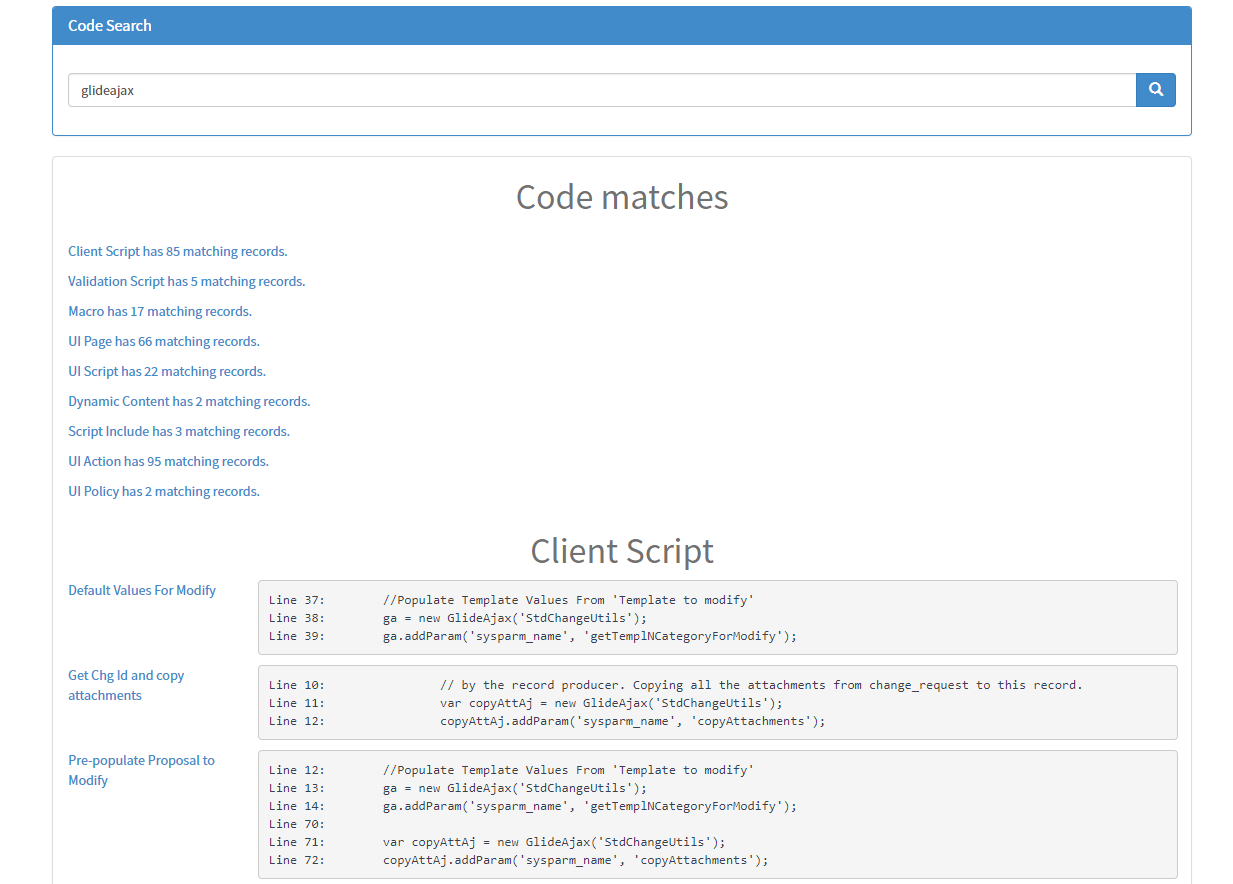 Code Search
glideajax
Code matches
Client Script has 85 matching records.
Validation Script has 5 matching records.
Macro has 17 matching records.
UI Page has 66 matching records.
UI Script has 22 matching records.
Dynamic Content has 2 matching records.
Script Include has 3 matching records.
UI Action has 95 matching records.
UI Policy has 2 matching records.
Client Script
Default Values For Modify
Line 37: //Populate Template Values From 'Template to modify'
Line 38: ga = new GlideAjax('StdChangeUtils');
Line 39: ga.addParam('sysparm_name', 'getTemplNCategoryForModify');
Get Chg Id and copy
attachments
Line 10: // by the record producer. Copying all the attachments from change_request to this record.
Line 11: var copyAttAj = new GlideAjax('StdChangeUtils');
Line 12: copyAttAj.addParam('sysparm_name', 'copyAttachments');
Pre-populate Proposal to
Modify
Line 12: //Populate Template Values From 'Template to modify'
Line 13: ga = new GlideAjax('StdChangeUtils');
Line 14: ga.addParam('sysparm_name', 'getTemplNCategoryForModify');
Line 70:
Line 71: var copyAttAj = new GlideAjax('StdChangeUtils');
Line 72: copyAttAj.addParam('sysparm_name', 'copyAttachments');